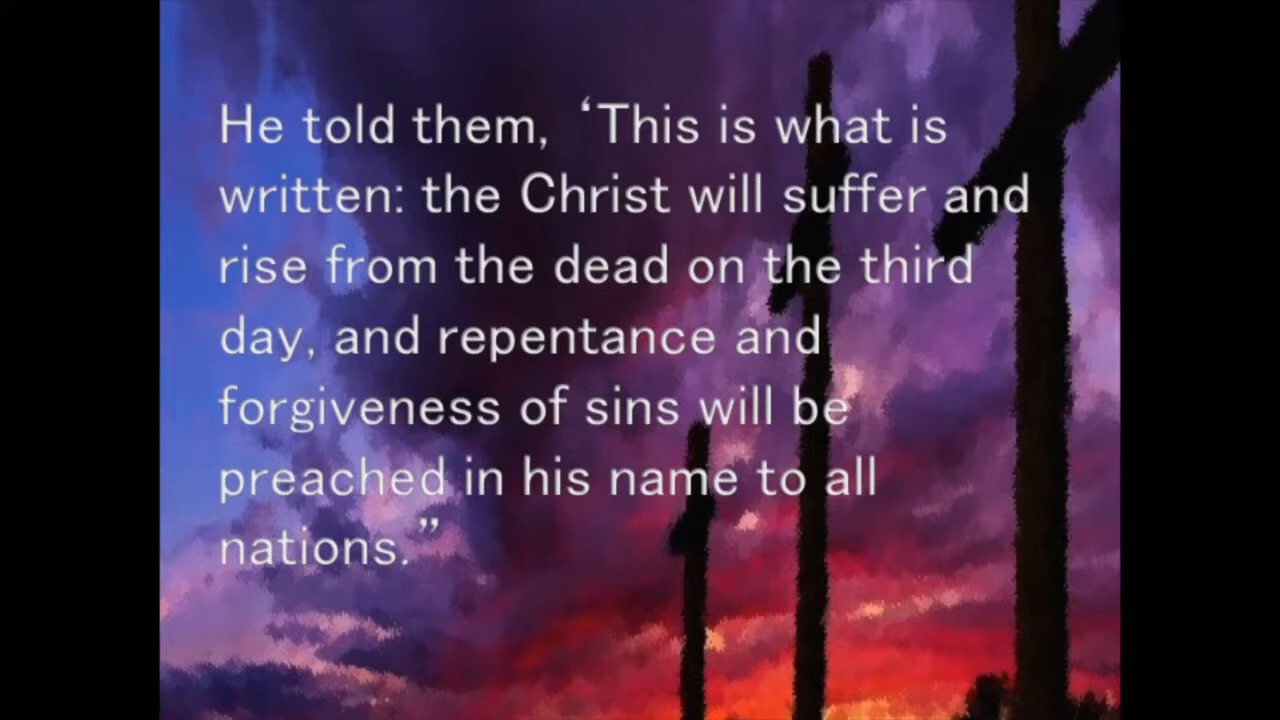 He told them, ‘This is what is
written: the Christ will suffer and
rise from the dead on the third
day, and repentance and
forgiveness of sins will be
preached in his name to all
nations.”